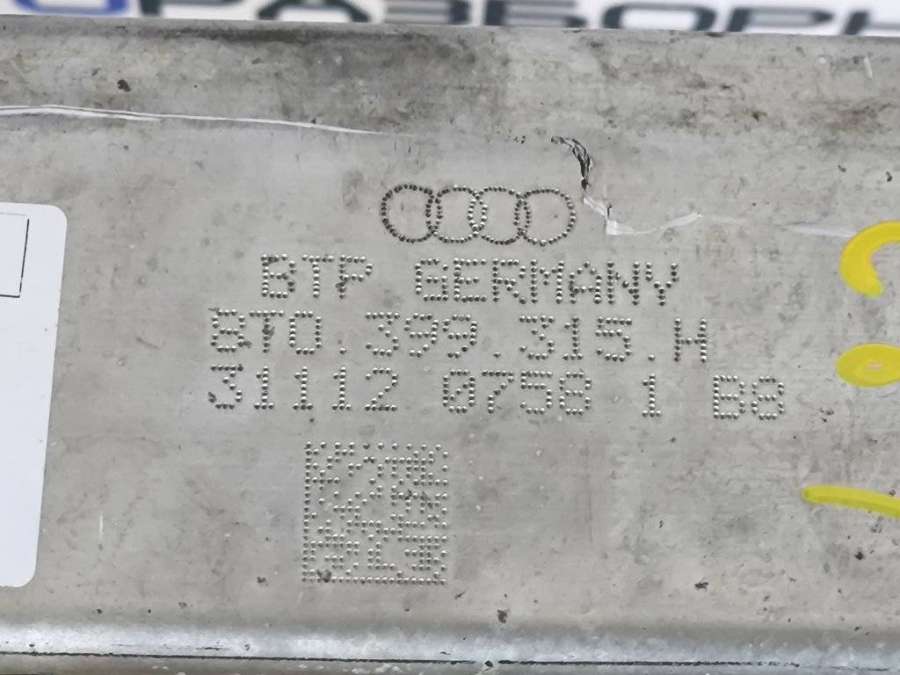 BTP GERMANY
8T0.399.315.H
31112 0758 1 B8